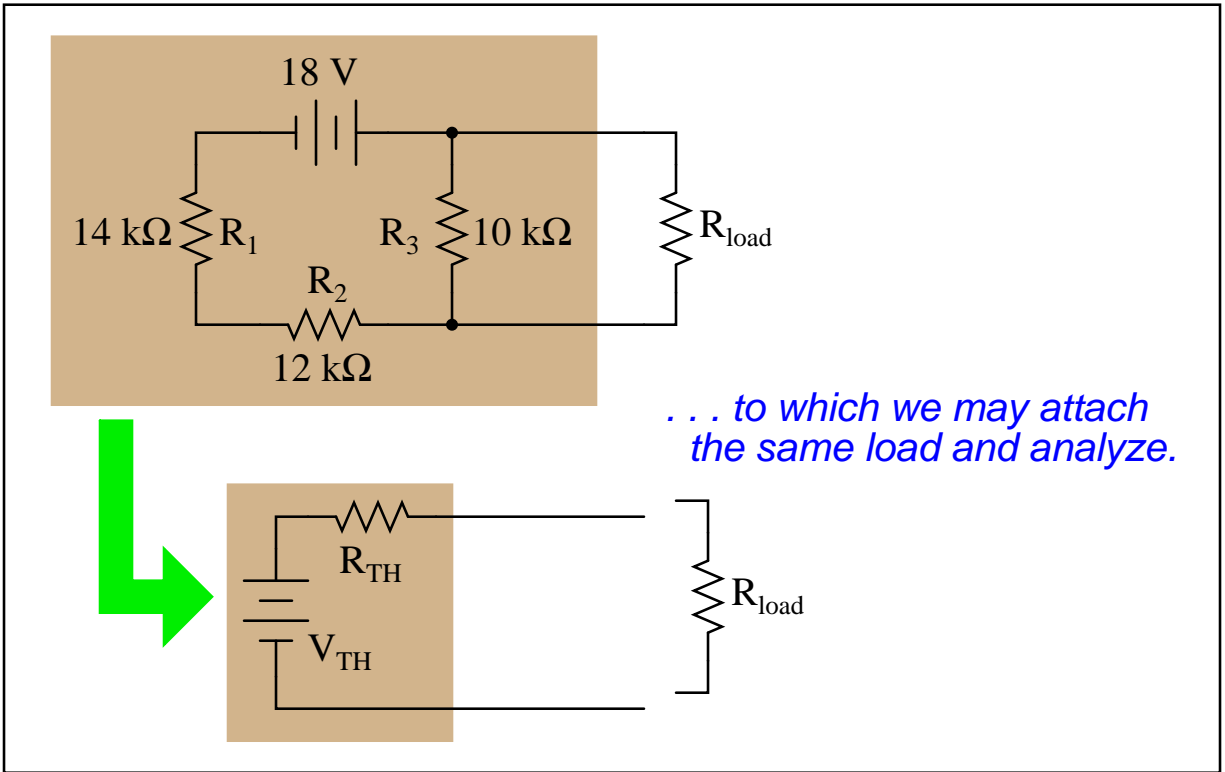 18 V
14 kΩ R₁ R₃ 10 kΩ Rload
R₂
12 kΩ
. . . to which we may attach
the same load and analyze.
RTH
Rload
VTH